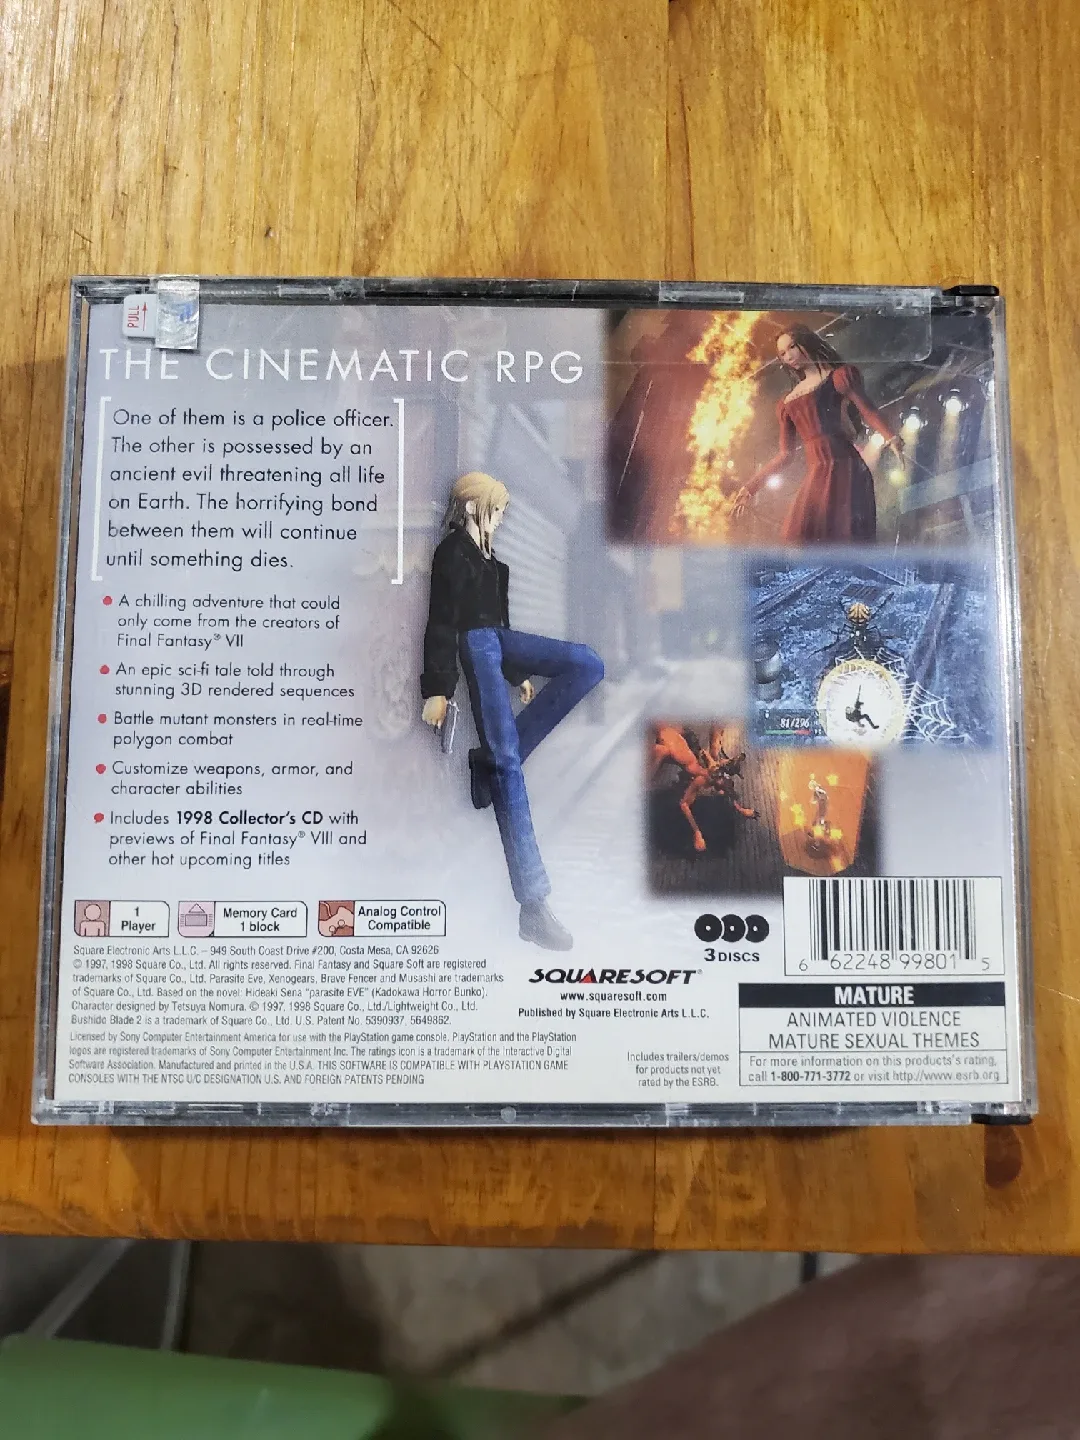 PULL
THE CINEMATIC RPG
One of them is a police officer.
The other is possessed by an
ancient evil threatening all life
on Earth. The horrifying bond
between them will continue
until something dies.
• A chilling adventure that could
only come from the creators of
Final Fantasy® VII
• An epic sci-fi tale told through
stunning 3D rendered sequences
• Battle mutant monsters in real-time
polygon combat
• Customize weapons, armor, and
character abilities
• Includes 1998 Collector's CD with
previews of Final Fantasy® VIII and
other hot upcoming titles
81/296
1
Player
Memory Card
1 block
Analog Control
Compatible
Square Electronic Arts L.L.C. – 949 South Coast Drive #200, Costa Mesa, CA 92626
© 1997, 1998 Square Co., Ltd. All rights reserved. Final Fantasy and Square Soft are registered
trademarks of Square Co., Ltd. Parasite Eve, Xenogears, Brave Fencer and Musashi are trademarks
of Square Co., Ltd. Based on the novel: Hideaki Sena "parasite EVE" (Kadokawa Horror Bunko).
Character designed by Tetsuya Nomura. © 1997, 1998 Square Co., Ltd./Lightweight Co., Ltd.
Bushido Blade 2 is a trademark of Square Co., Ltd. U.S. Patent No. 5390937, 5649862.
Licensed by Sony Computer Entertainment America for use with the PlayStation game console. PlayStation and the PlayStation
logos are registered trademarks of Sony Computer Entertainment Inc. The ratings icon is a trademark of the Interactive Digital
Software Association. Manufactured and printed in the U.S.A. THIS SOFTWARE IS COMPATIBLE WITH PLAYSTATION GAME
CONSOLES WITH THE NTSC U/C DESIGNATION U.S. AND FOREIGN PATENTS PENDING
SQUARESOFT®
www.squaresoft.com
Published by Square Electronic Arts L.L.C.
Includes trailers/demos
for products not yet
rated by the ESRB.
3 DISCS
6 62248 99801 5
MATURE
ANIMATED VIOLENCE
MATURE SEXUAL THEMES
For more information on this product's rating,
call 1-800-771-3772 or visit http://www.esrb.org